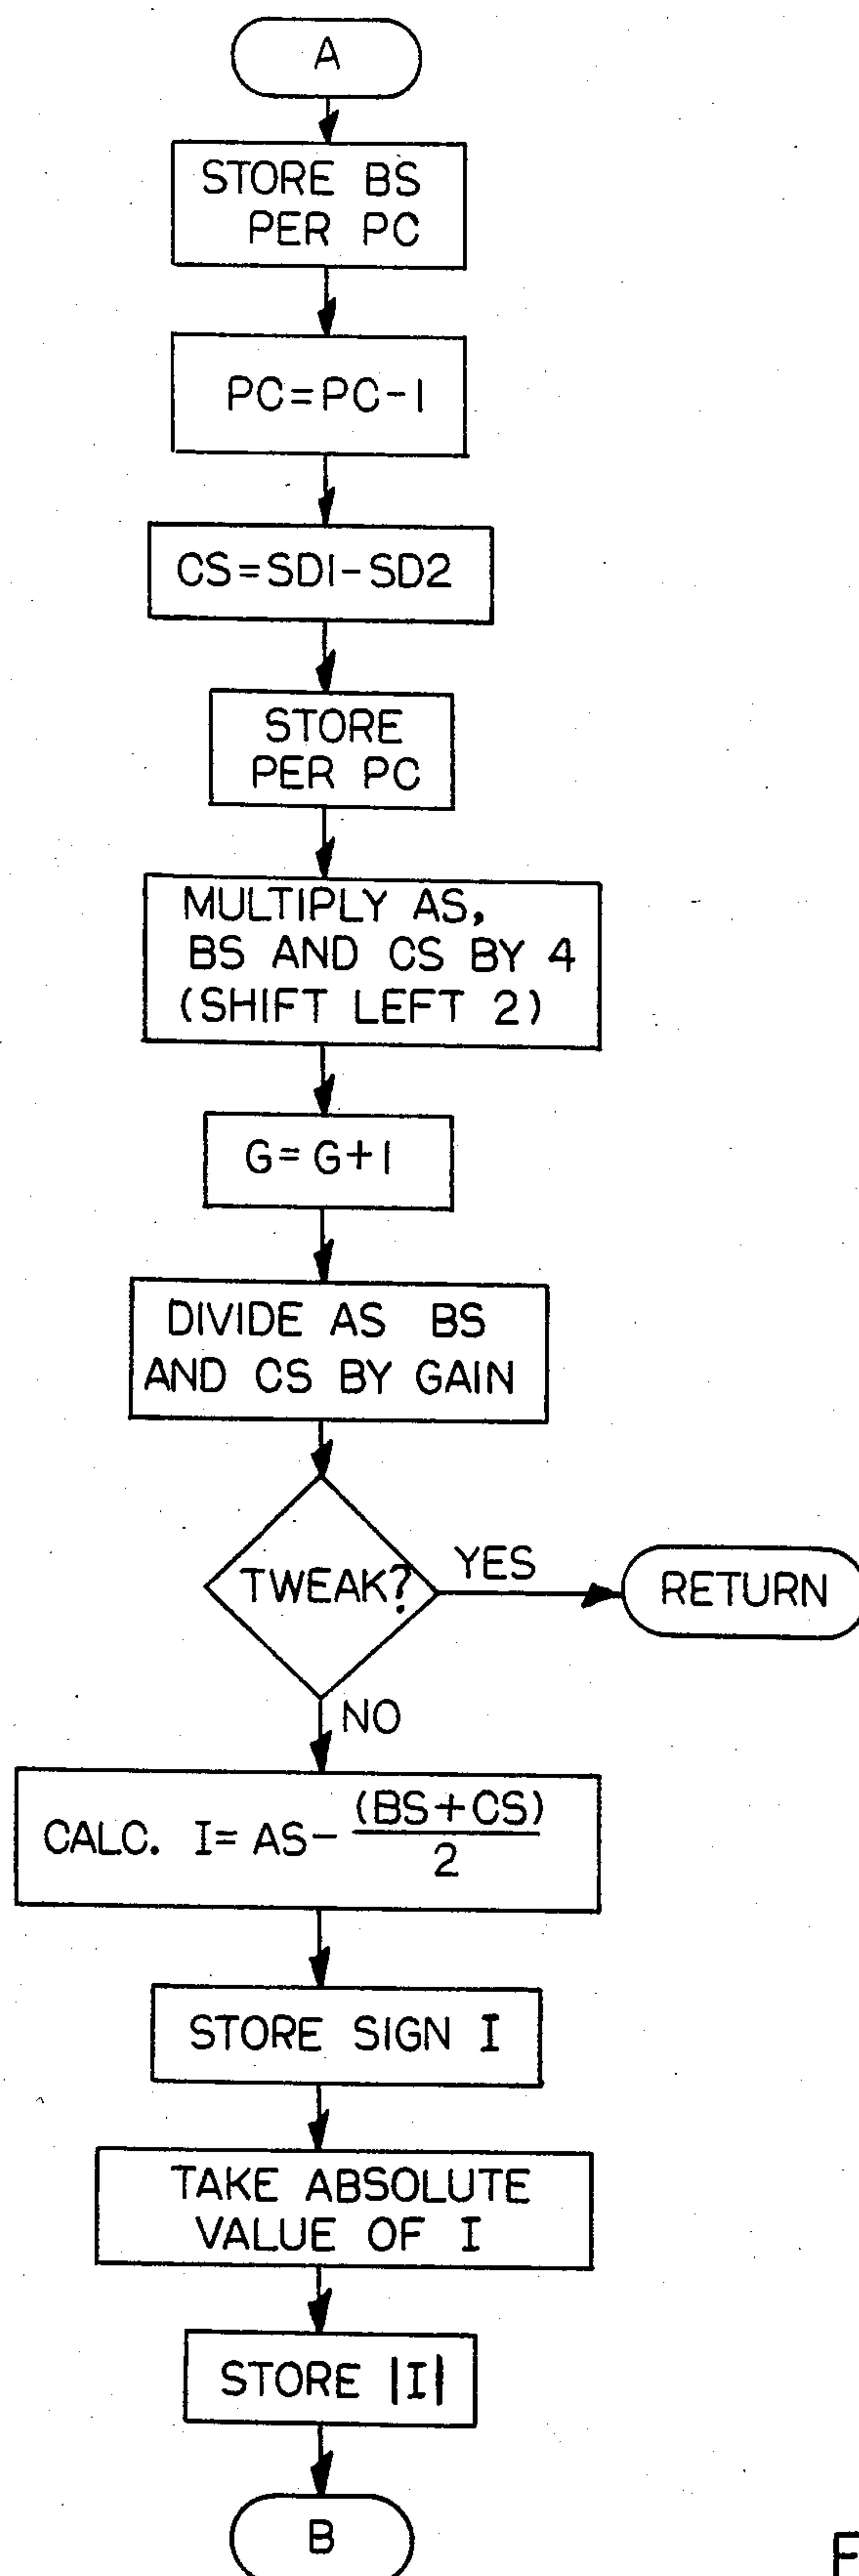 A
STORE BS
PER PC
PC=PC-1
CS=SD1-SD2
STORE
PER PC
MULTIPLY AS,
BS AND CS BY 4
(SHIFT LEFT 2)
G=G+1
DIVIDE AS BS
AND CS BY GAIN
TWEAK?
YES
RETURN
NO
CALC. I= AS- (BS+CS)
2
STORE SIGN I
TAKE ABSOLUTE
VALUE OF I
STORE |I|
B